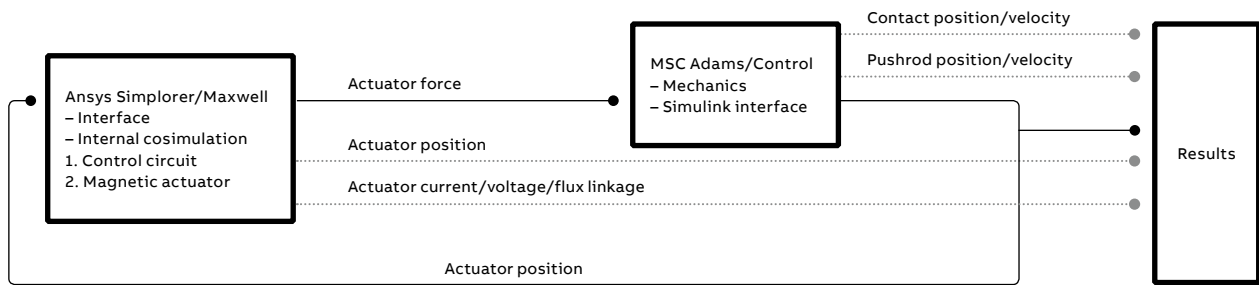 Contact position/velocity
Pushrod position/velocity
MSC Adams/Control
– Mechanics
– Simulink interface
Ansys Simplorer/Maxwell
– Interface
– Internal cosimulation
1. Control circuit
2. Magnetic actuator
Actuator force
Actuator position
Actuator current/voltage/flux linkage
Results
Actuator position